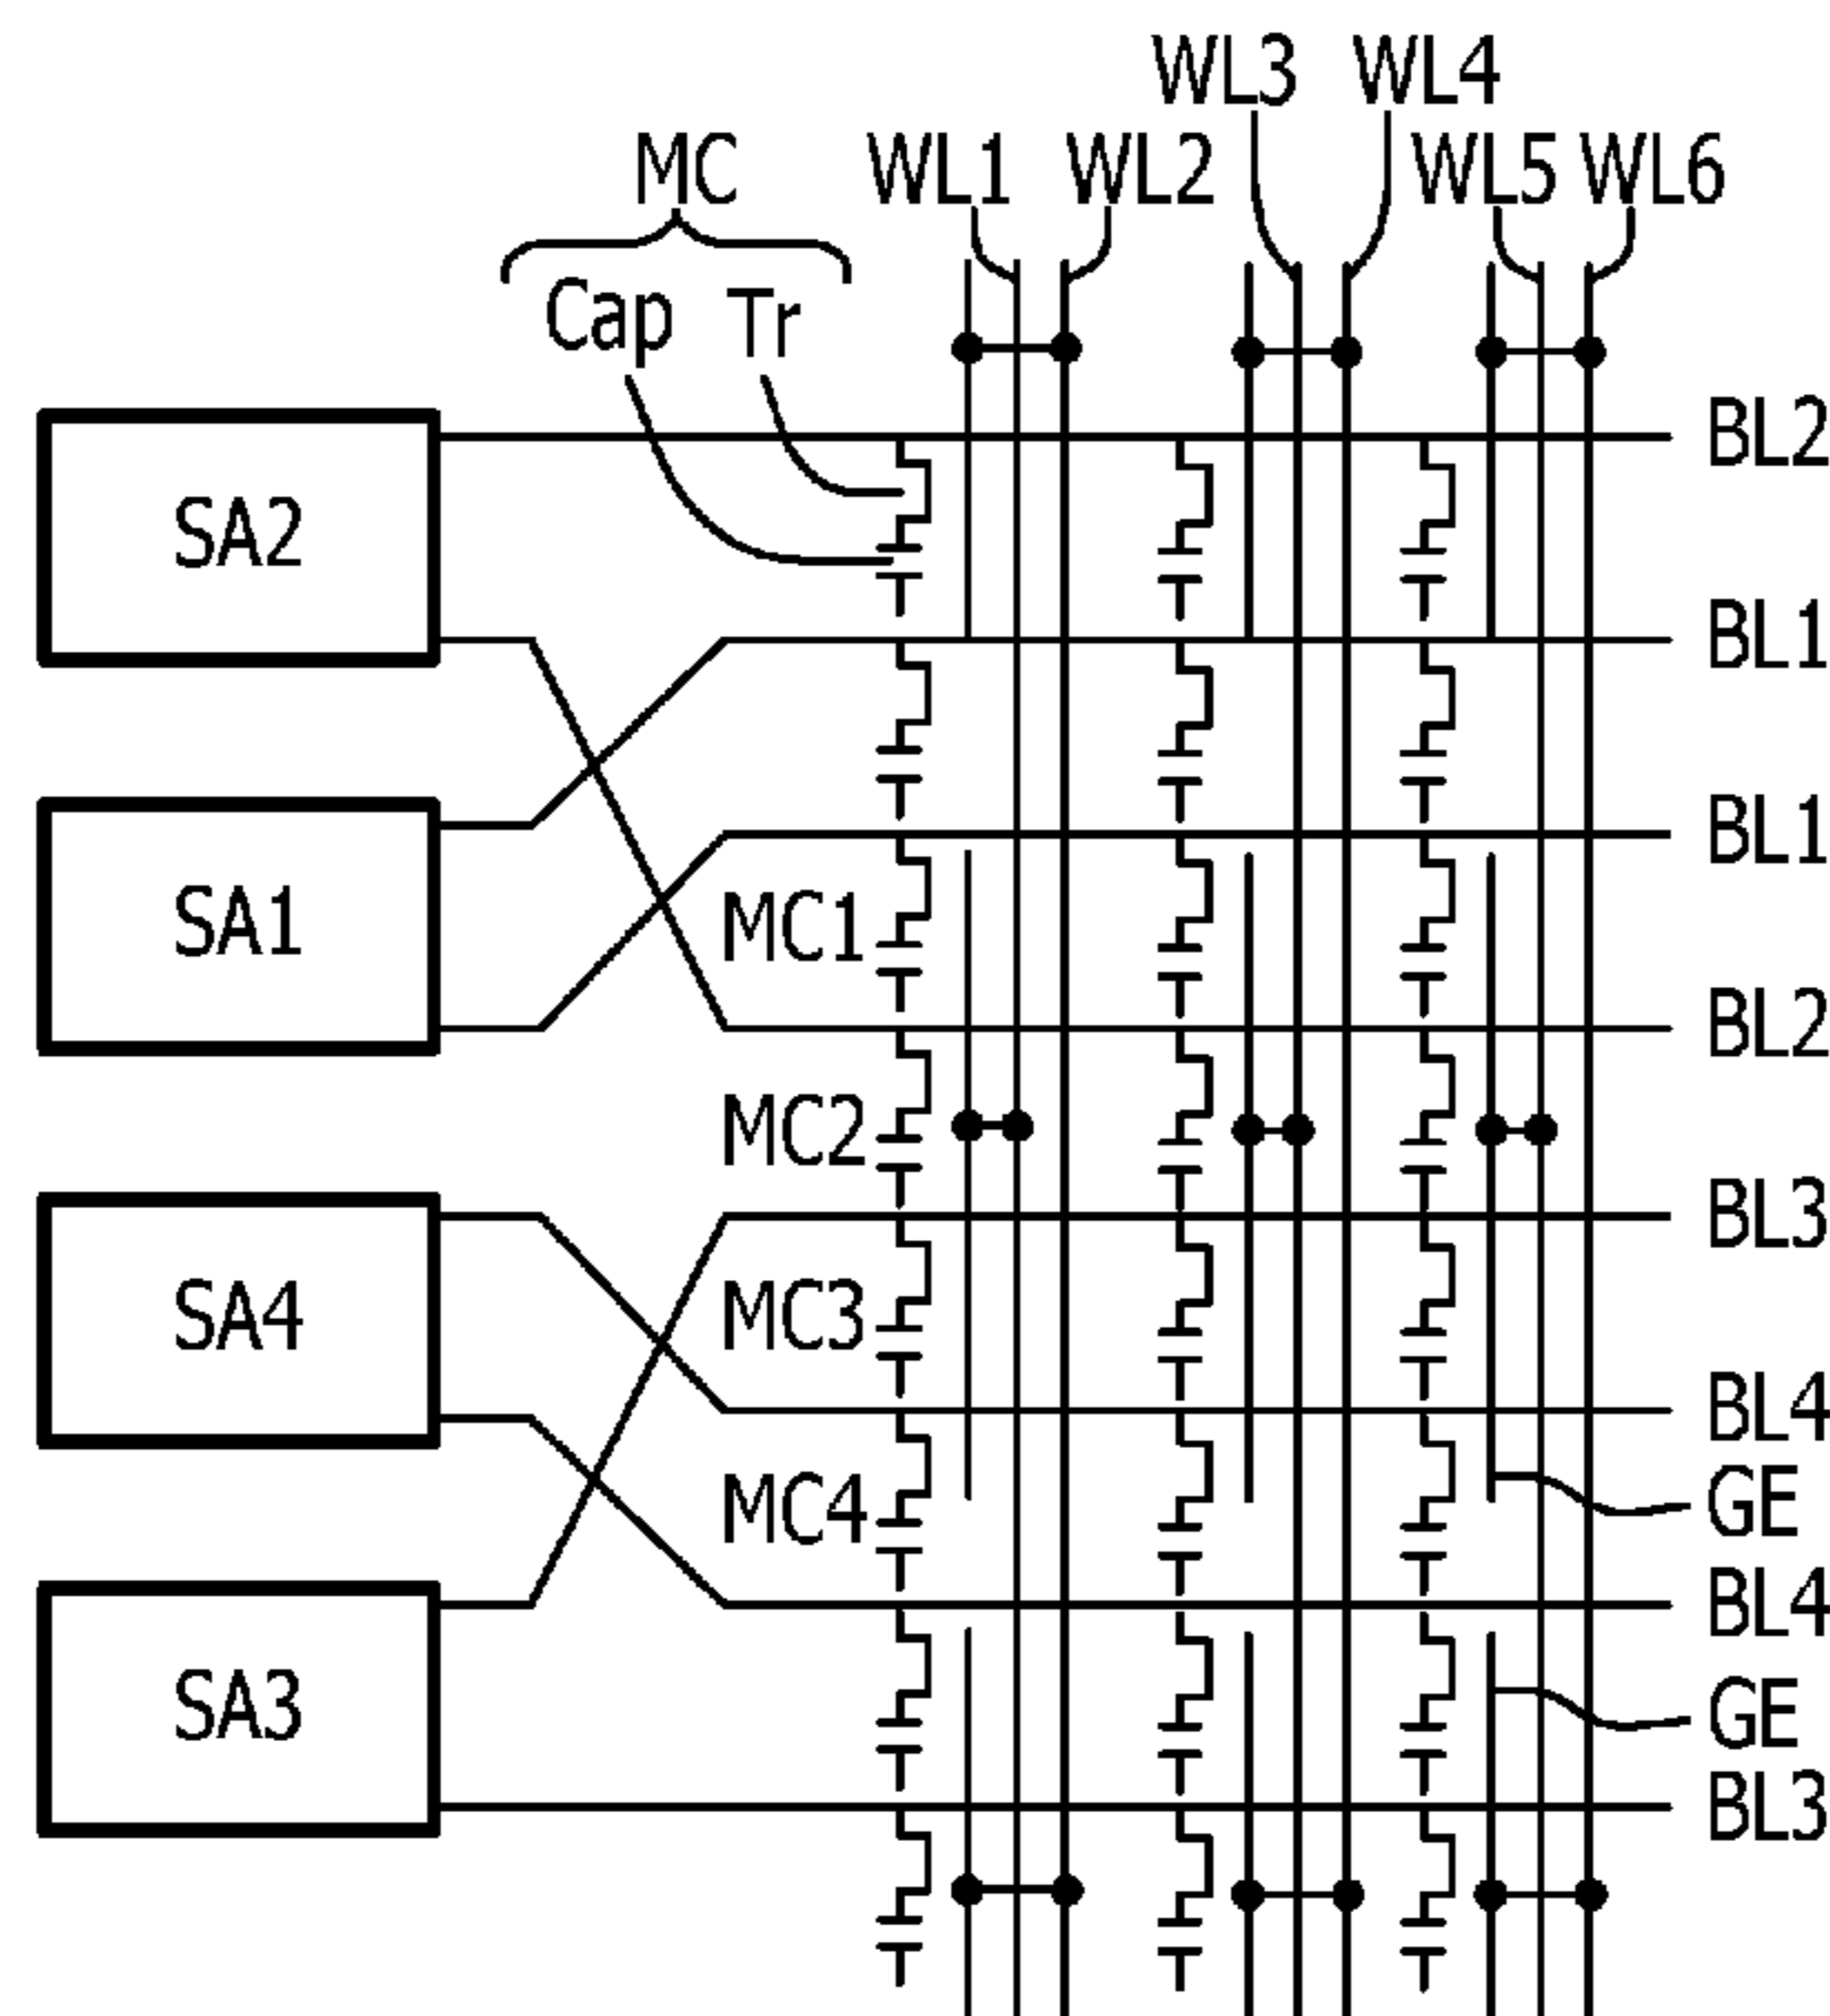 WL3 WL4
MC WL1 WL2 WL5 WL6
Cap Tr
BL2
SA2
BL1
BL1
SA1 MC1
BL2
MC2
BL3
SA4 MC3
BL4
MC4 GE
BL4
SA3 GE
BL3